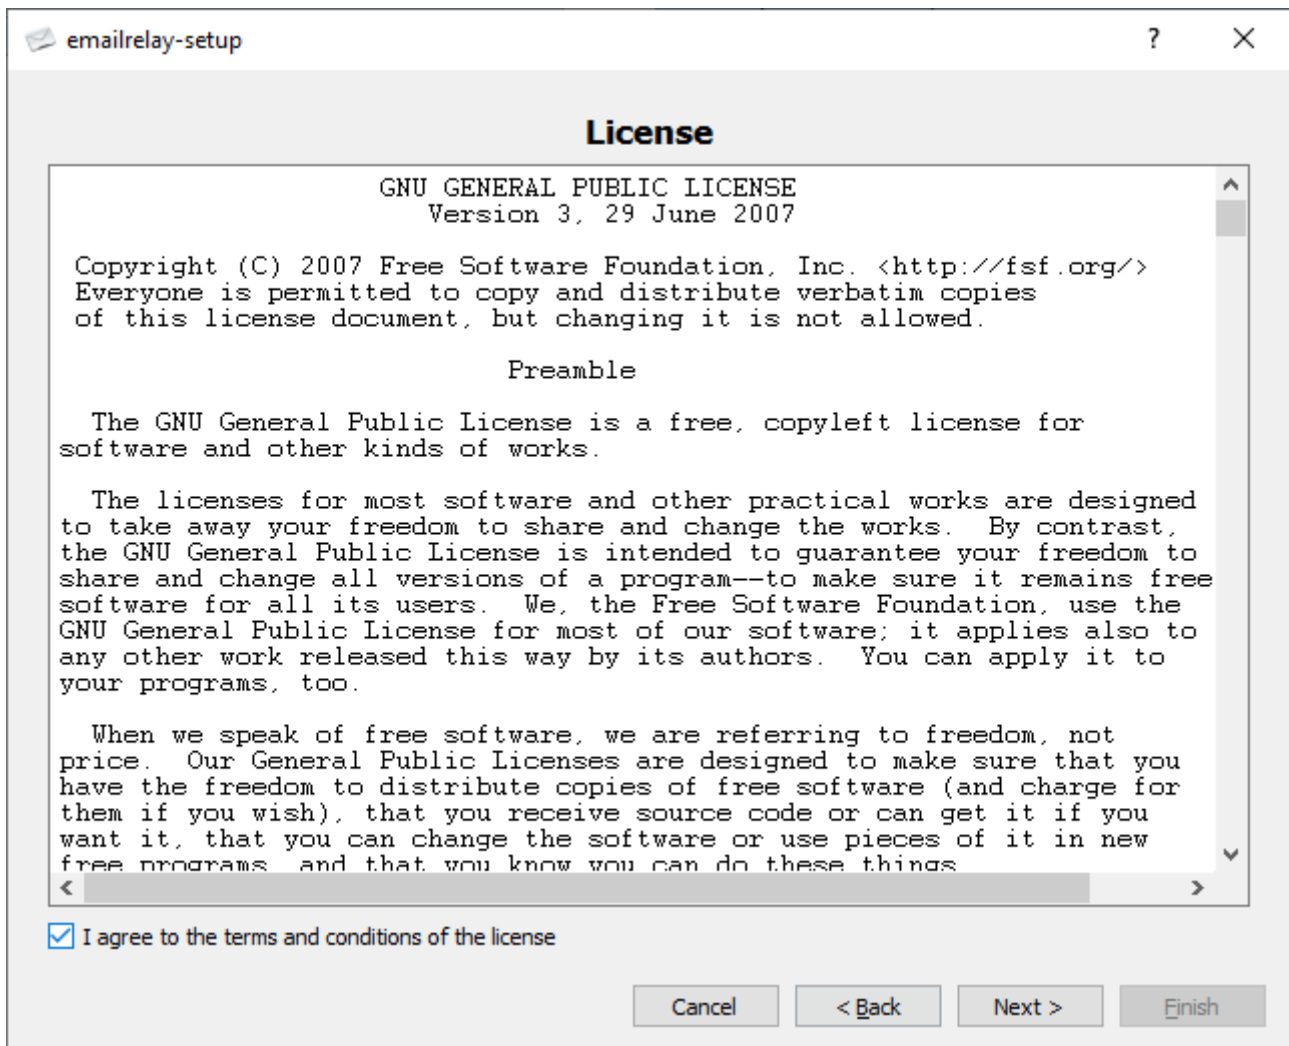 emailrelay-setup
?
License
GNU GENERAL PUBLIC LICENSE
Version 3, 29 June 2007
Copyright (C) 2007 Free Software Foundation, Inc. <http://fsf.org/>
Everyone is permitted to copy and distribute verbatim copies
of this license document, but changing it is not allowed.
Preamble
The GNU General Public License is a free, copyleft license for
software and other kinds of works.
The licenses for most software and other practical works are designed
to take away your freedom to share and change the works.  By contrast,
the GNU General Public License is intended to guarantee your freedom to
share and change all versions of a program--to make sure it remains free
software for all its users.  We, the Free Software Foundation, use the
GNU General Public License for most of our software; it applies also to
any other work released this way by its authors.  You can apply it to
your programs, too.
When we speak of free software, we are referring to freedom, not
price.  Our General Public Licenses are designed to make sure that you
have the freedom to distribute copies of free software (and charge for
them if you wish), that you receive source code or can get it if you
want it, that you can change the software or use pieces of it in new
free programs, and that you know you can do these things
I agree to the terms and conditions of the license
Cancel
< Back
Next >
Finish